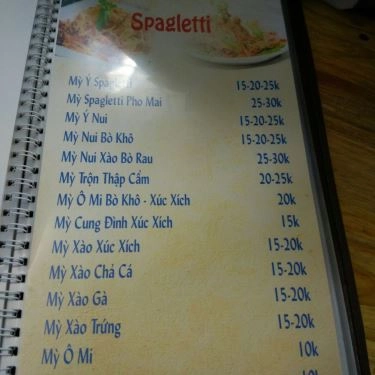 Spagletti
Mỳ Ý Spagletti 15-20-25k
Mỳ Spagletti Pho Mai 25-30k
Mỳ Ý Nui 15-20-25k
Mỳ Nui Bò Khô 15-20-25k
Mỳ Nui Xào Bò Rau 25-30k
Mỳ Trộn Thập Cẩm 20-25k
Mỳ Ô Mi Bò Khô - Xúc Xích 20k
Mỳ Cung Đình Xúc Xích 15k
Mỳ Xào Xúc Xích 15-20k
Mỳ Xào Chả Cá 15-20k
Mỳ Xào Gà 15-20k
Mỳ Xào Trứng 15-20k
Mỳ Ô Mi 10k